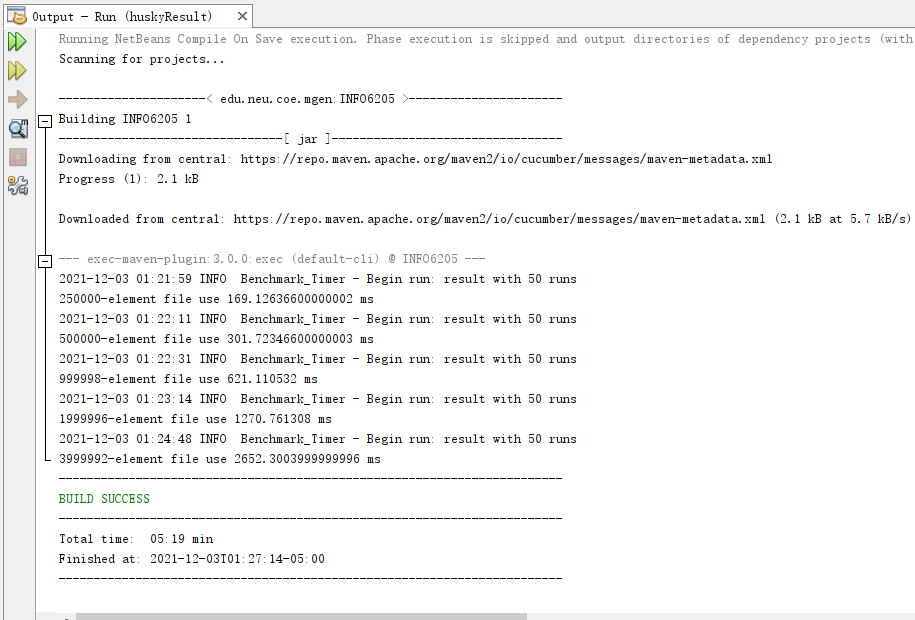 Output - Run (huskyResult)
Running NetBeans Compile On Save execution. Phase execution is skipped and output directories of dependency projects (with
Scanning for projects...
---------------------< edu.neu.coe.mgen:INFO6205 >----------------------
Building INFO6205 1
--------------------------------[ jar ]---------------------------------
Downloading from central: https://repo.maven.apache.org/maven2/io/cucumber/messages/maven-metadata.xml
Progress (1): 2.1 kB
Downloaded from central: https://repo.maven.apache.org/maven2/io/cucumber/messages/maven-metadata.xml (2.1 kB at 5.7 kB/s)
--- exec-maven-plugin:3.0.0:exec (default-cli) @ INFO6205 ---
2021-12-03 01:21:59 INFO  Benchmark_Timer - Begin run: result with 50 runs
250000-element file use 169.12636600000002 ms
2021-12-03 01:22:11 INFO  Benchmark_Timer - Begin run: result with 50 runs
500000-element file use 301.72346600000003 ms
2021-12-03 01:22:31 INFO  Benchmark_Timer - Begin run: result with 50 runs
999998-element file use 621.110532 ms
2021-12-03 01:23:14 INFO  Benchmark_Timer - Begin run: result with 50 runs
1999996-element file use 1270.761308 ms
2021-12-03 01:24:48 INFO  Benchmark_Timer - Begin run: result with 50 runs
3999992-element file use 2652.3003999999996 ms
------------------------------------------------------------------------
BUILD SUCCESS
------------------------------------------------------------------------
Total time:  05:19 min
Finished at: 2021-12-03T01:27:14-05:00
------------------------------------------------------------------------